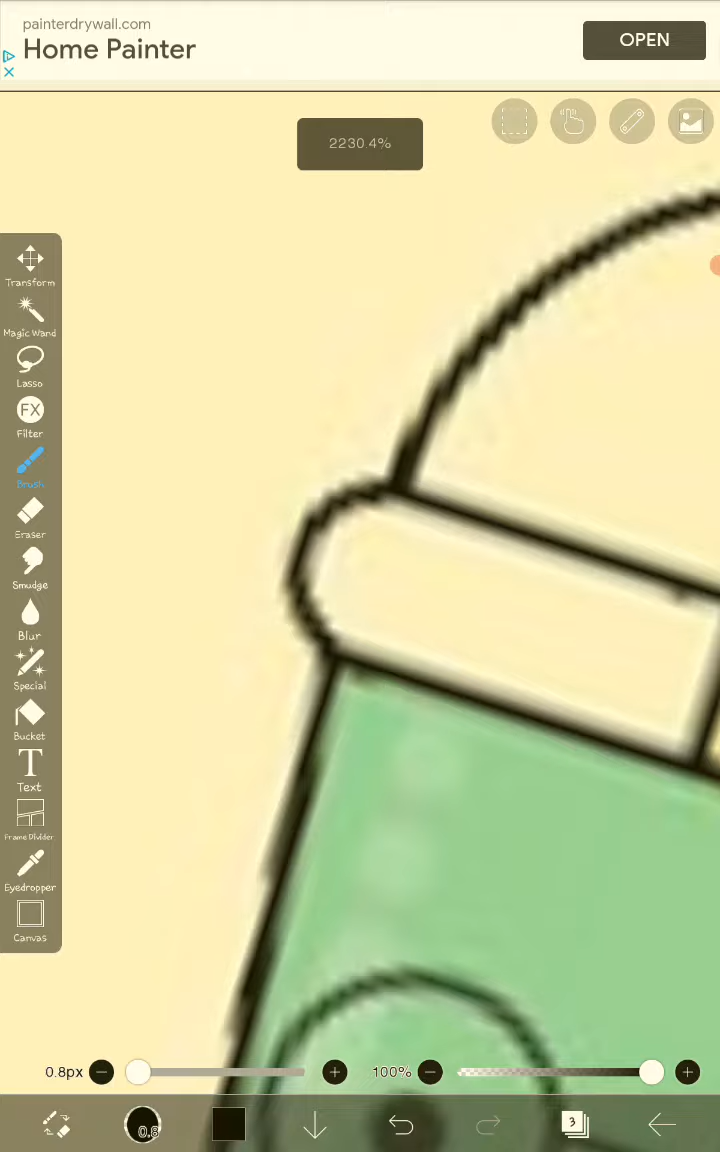 painterdrywall.com
Home Painter
OPEN
2230.4%
Transform
Magic Wand
Lasso
FX
Filter
Brush
Eraser
Smudge
Blur
Special
Bucket
T
Text
Frame Divider
Eyedropper
Canvas
0.8px
100%
0.8
3